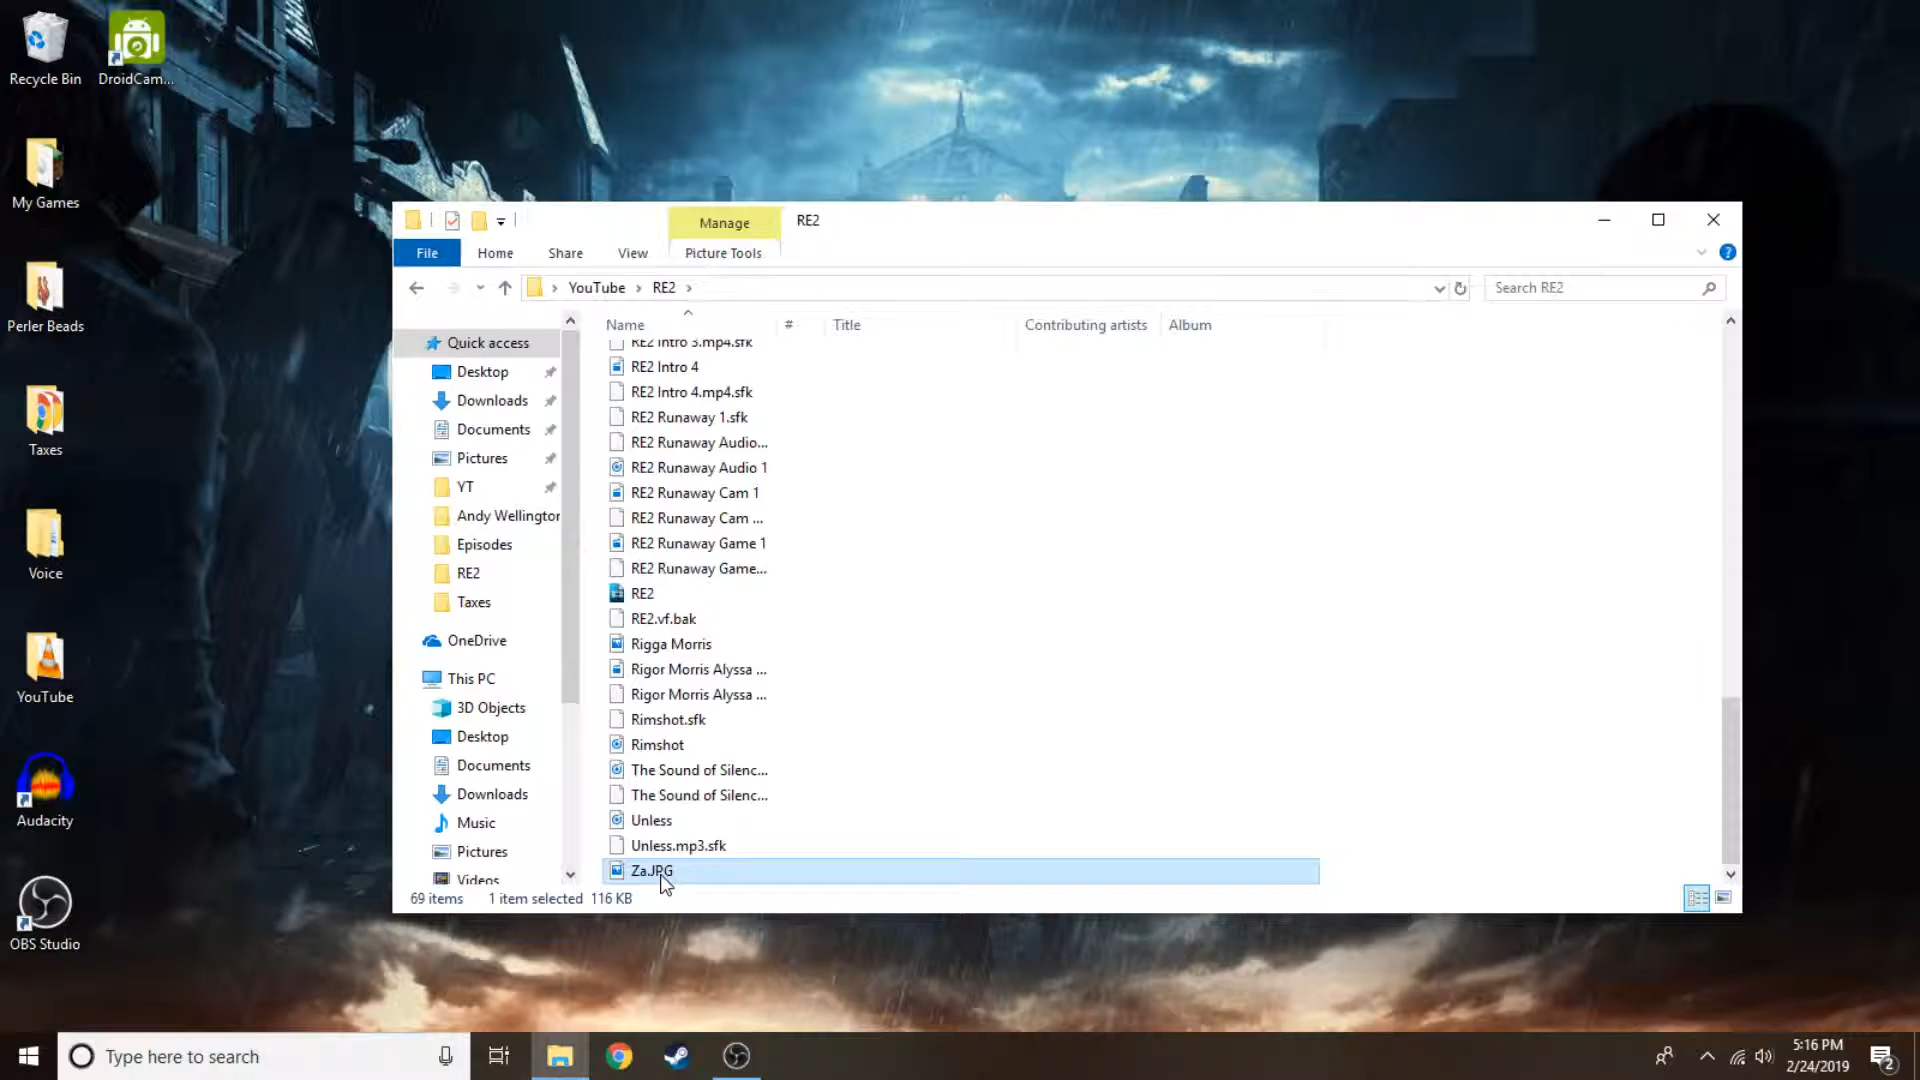 Recycle Bin
DroidCam...
My Games
Perler Beads
Taxes
Voice
YouTube
Audacity
OBS Studio
Manage
RE2
File
Home
Share
View
Picture Tools
YouTube
RE2
Search RE2
Quick access
Desktop
Downloads
Documents
Pictures
YT
Andy Wellington
Episodes
RE2
Taxes
OneDrive
This PC
3D Objects
Desktop
Documents
Downloads
Music
Pictures
Videos
Name
#
Title
Contributing artists
Album
RE2 Intro 3.mp4.sfk
RE2 Intro 4
RE2 Intro 4.mp4.sfk
RE2 Runaway 1.sfk
RE2 Runaway Audio...
RE2 Runaway Audio 1
RE2 Runaway Cam 1
RE2 Runaway Cam ...
RE2 Runaway Game 1
RE2 Runaway Game...
RE2
RE2.vf.bak
Rigga Morris
Rigor Morris Alyssa ...
Rigor Morris Alyssa ...
Rimshot.sfk
Rimshot
The Sound of Silenc...
The Sound of Silenc...
Unless
Unless.mp3.sfk
Za.JPG
69 items
1 item selected 116 KB
Type here to search
5:16 PM
2/24/2019
2